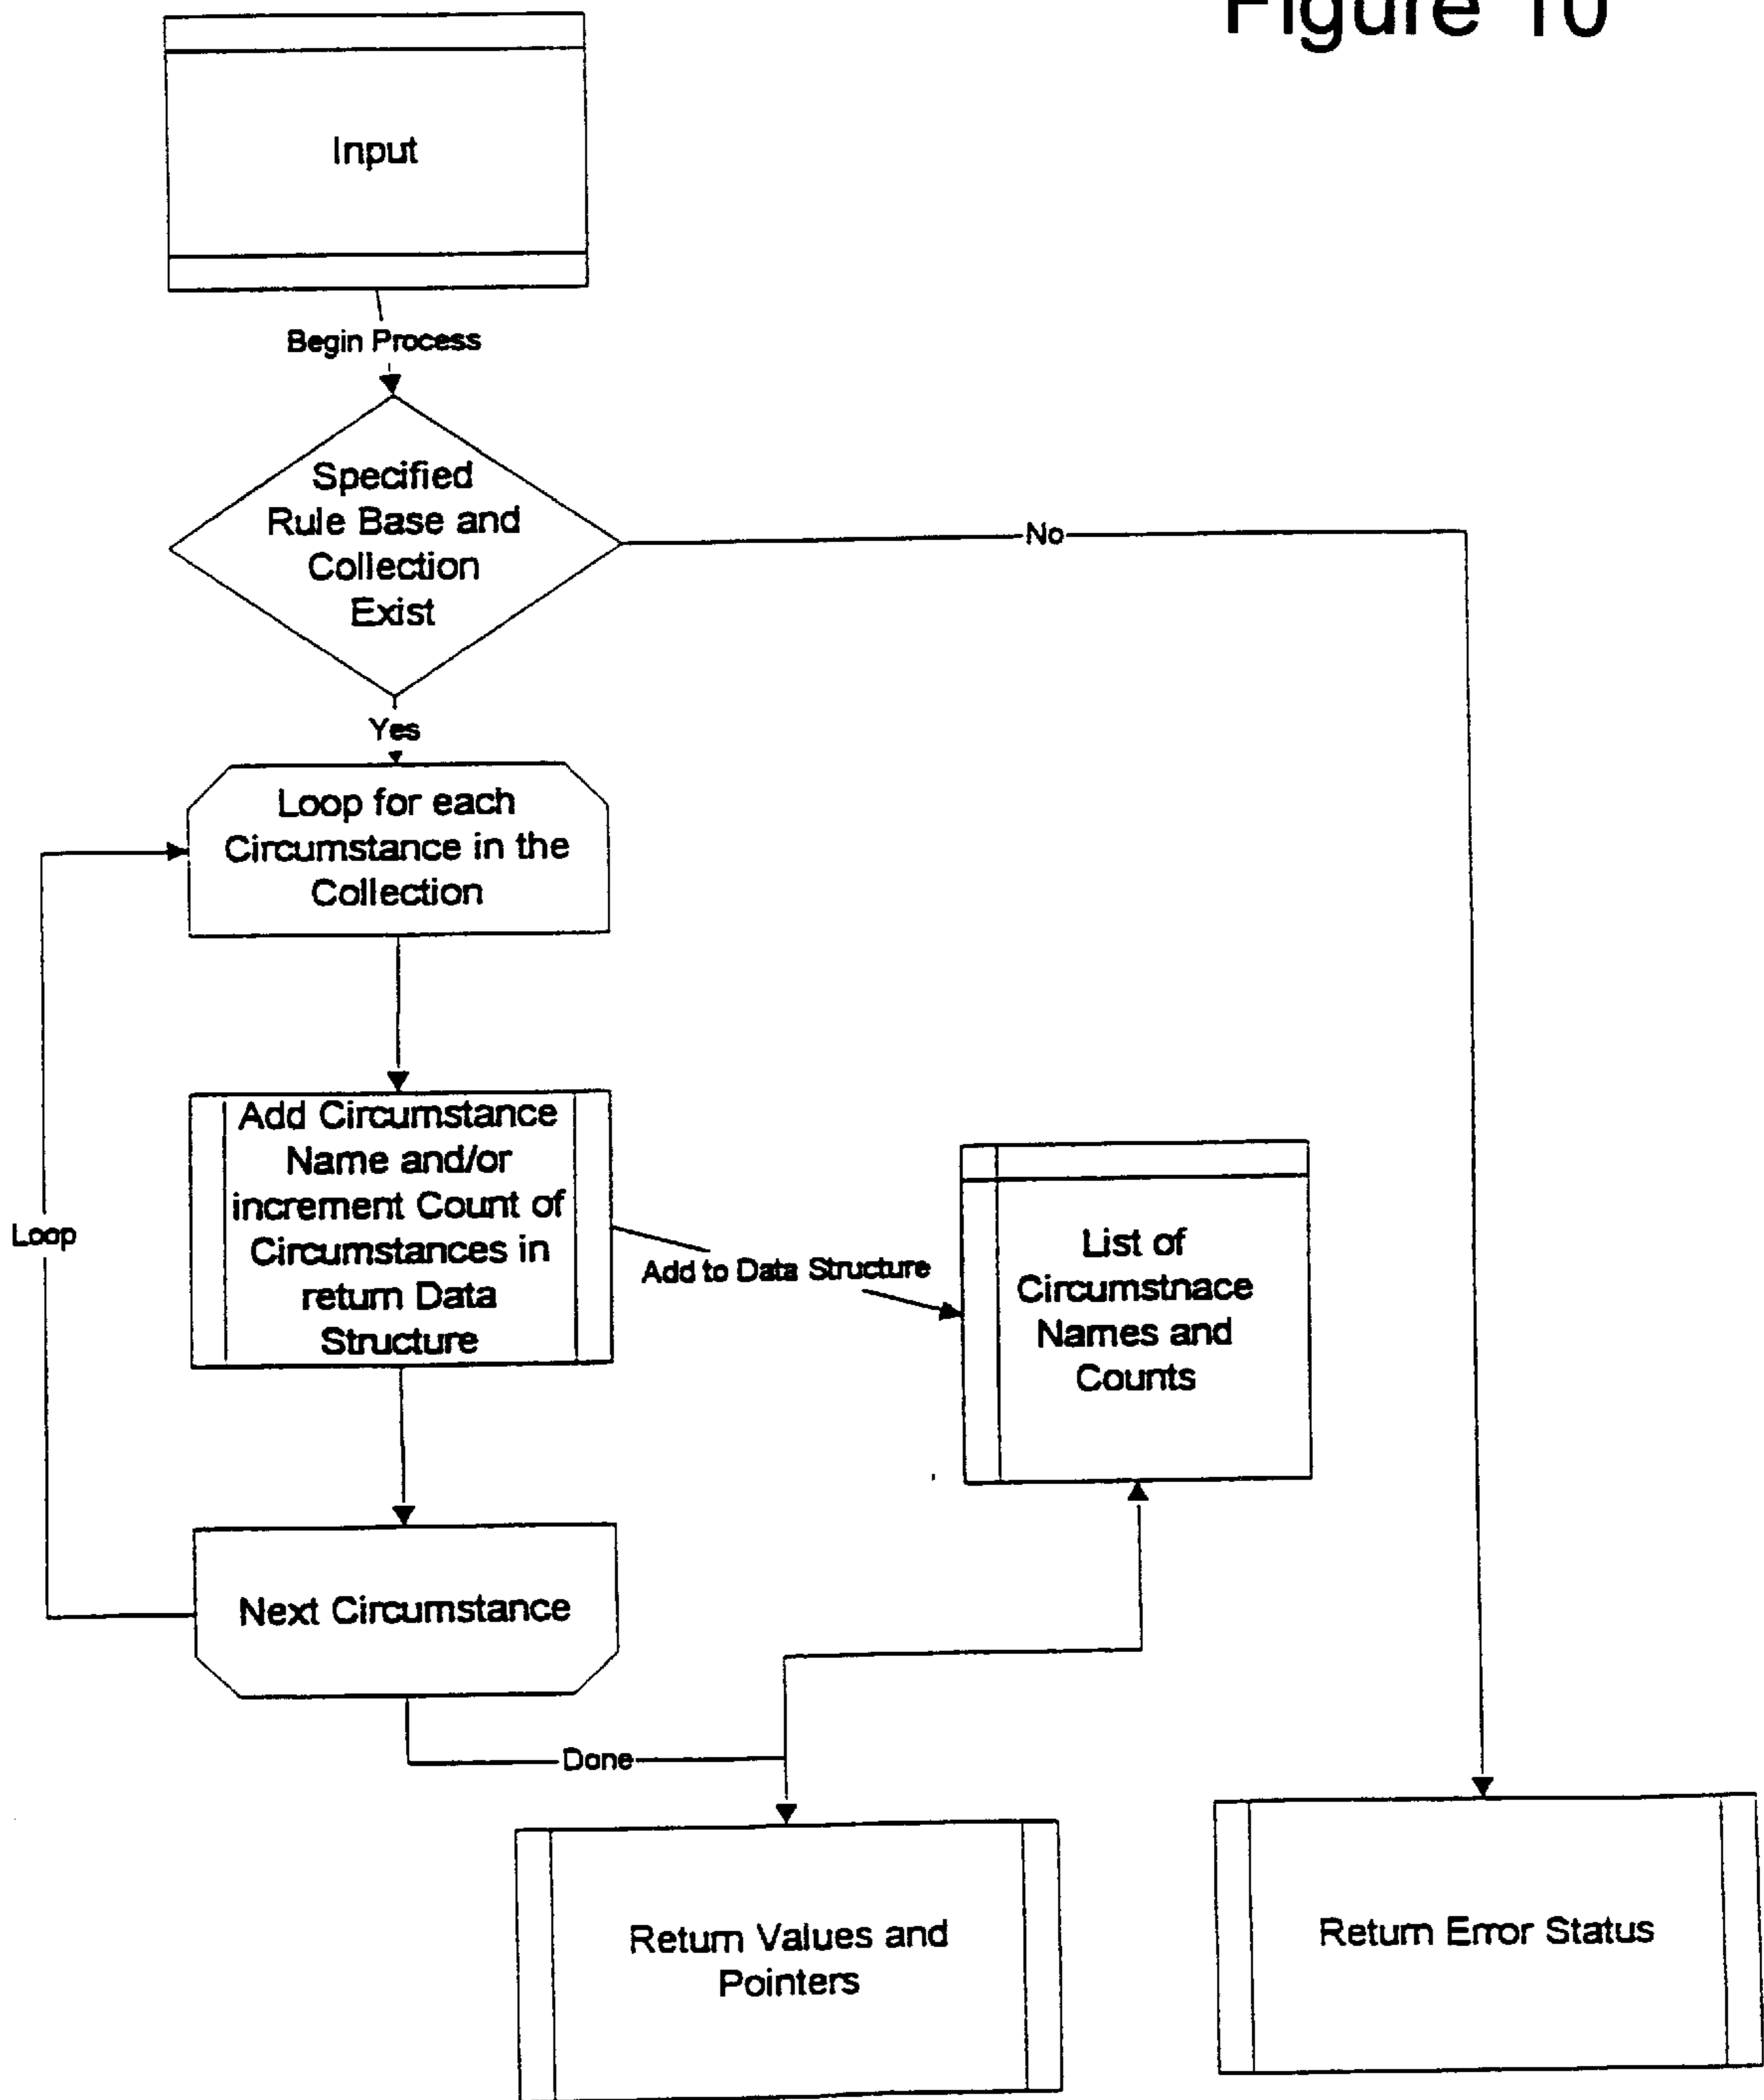 Figure 10
Input
Begin Process
Specified
Rule Base and
Collection
Exist
No
Yes
Loop for each
Circumstance in the
Collection
Add Circumstance
Name and/or
increment Count of
Circumstances in
return Data
Structure
Loop
Add to Data Structure
List of
Circumstnace
Names and
Counts
Next Circumstance
Done
Return Values and
Pointers
Return Error Status